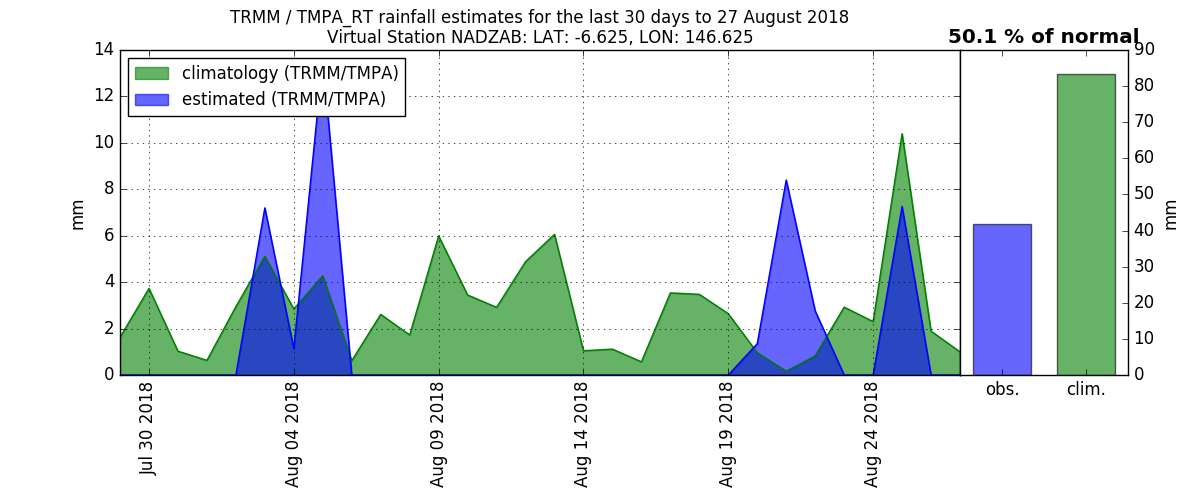 TRMM / TMPA_RT rainfall estimates for the last 30 days to 27 August 2018
Virtual Station NADZAB: LAT: -6.625, LON: 146.625
50.1 % of normal
climatology (TRMM/TMPA)
estimated (TRMM/TMPA)
14
12
10
8
6
4
2
0
mm
Jul 30 2018
Aug 04 2018
Aug 09 2018
Aug 14 2018
Aug 19 2018
Aug 24 2018
90
80
70
60
50
40
30
20
10
0
mm
obs.
clim.